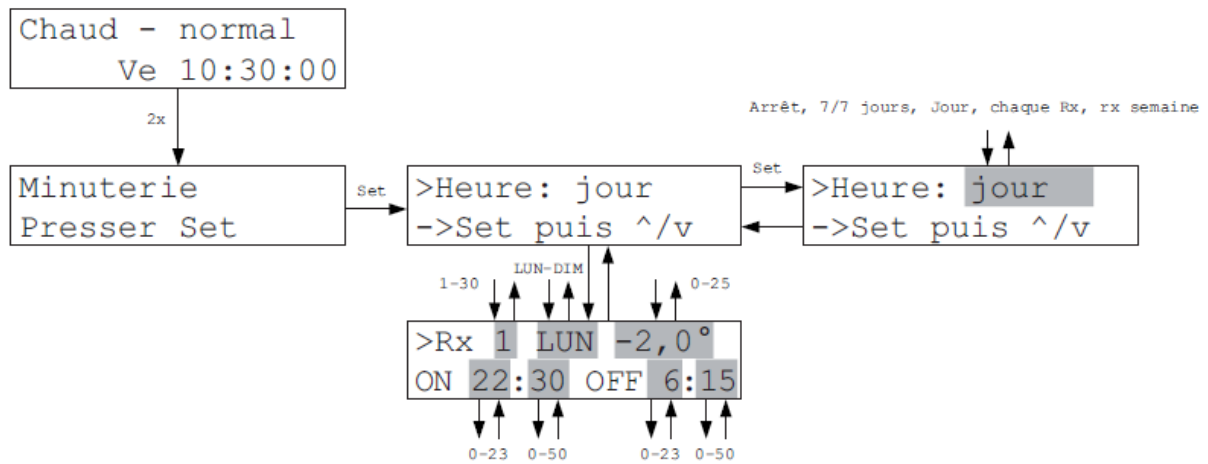 Chaud - normal
Ve 10:30:00
2x
Arrêt, 7/7 jours, Jour, chaque Rx, rx semaine
Minuterie
Presser Set
Set
>Heure: jour
->Set puis ^/v
Set
>Heure: jour
->Set puis ^/v
1-30
LUN-DIM
0-25
>Rx 1 LUN -2,0°
ON 22:30 OFF 6:15
0-23 0-50 0-23 0-50